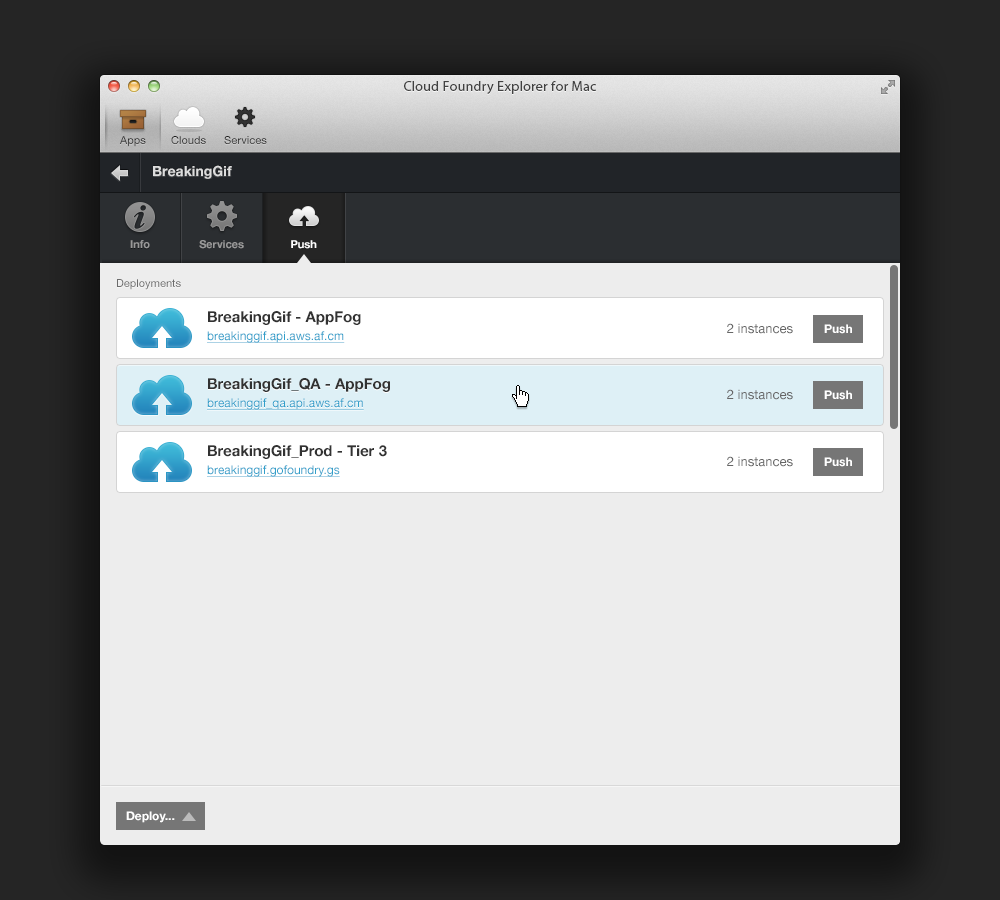 Cloud Foundry Explorer for Mac
Apps Clouds Services
BreakingGif
Info Services Push
Deployments
BreakingGif - AppFog
breakinggif.api.aws.af.cm
2 instances Push
BreakingGif_QA - AppFog
breakinggif_qa.api.aws.af.cm
2 instances Push
BreakingGif_Prod - Tier 3
breakinggif.gofoundry.gs
2 instances Push
Deploy...